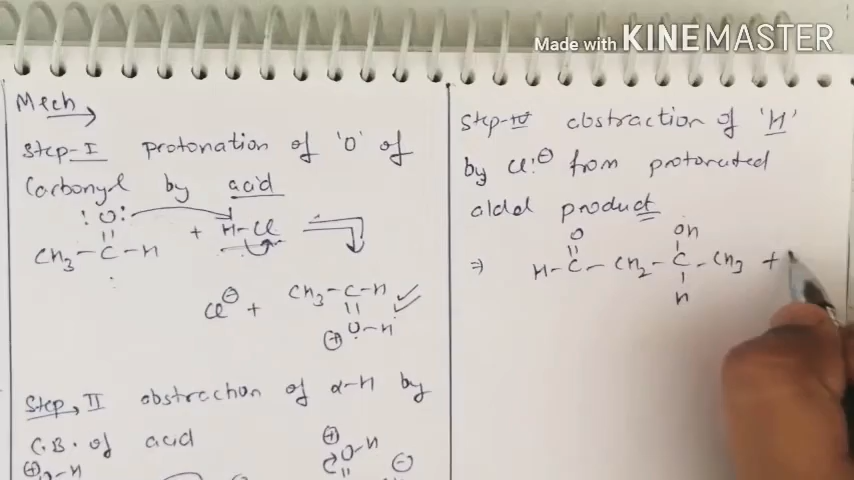 Made with KINEMASTER
Mech
Step-I protonation of 'O' of
Carbonyl by acid
:O:
||
CH3-C-H + H-Cl
Cl⊖ + CH3-C-H
||
⊕O-H
Step, II abstraction of α-H by
C.B. of acid
⊕
O-H
⊕O-H
||
⊖
Step-IV abstraction of 'H'
by Cl:⊖ from protonated
aldol product
O OH
|| |
⇒ H-C-CH2-C-CH3 +
|
H